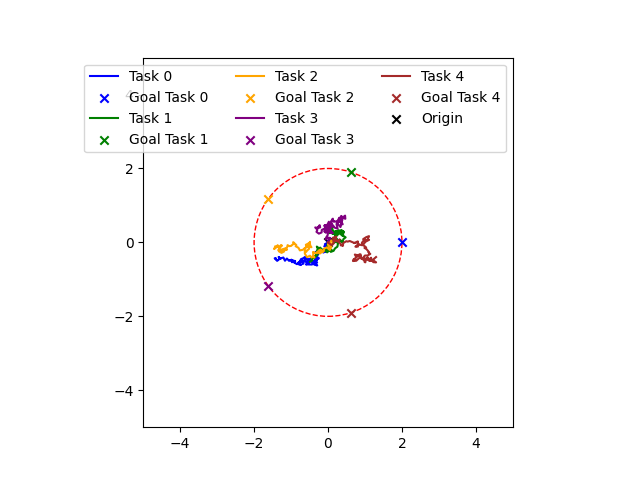 Task 0 Task 2 Task 4
Goal Task 0 Goal Task 2 Goal Task 4
Task 1 Task 3 Origin
Goal Task 1 Goal Task 3
4
2
0
−2
−4
−4 −2 0 2 4